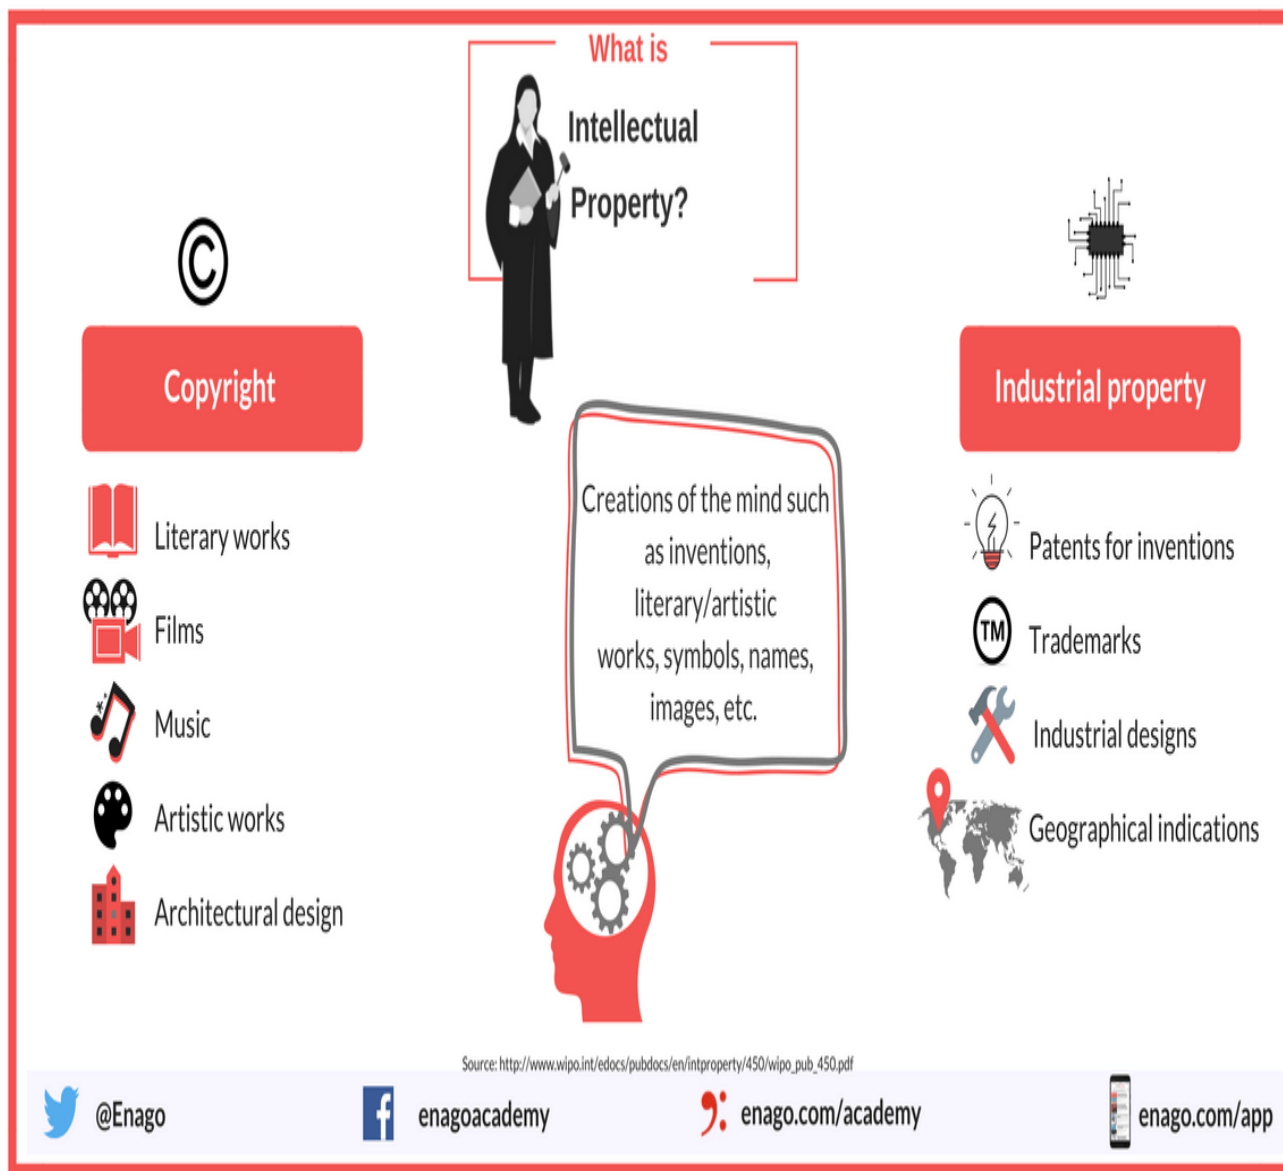 What is
Intellectual
Property?
©
Copyright
Literary works
Films
Music
Artistic works
Architectural design
Creations of the mind such
as inventions,
literary/artistic
works, symbols, names,
images, etc.
Industrial property
Patents for inventions
TM
Trademarks
Industrial designs
Geographical indications
Source: http://www.wipo.int/edocs/pubdocs/en/intproperty/450/wipo_pub_450.pdf
@Enago
enagoacademy
enago.com/academy
enago.com/app